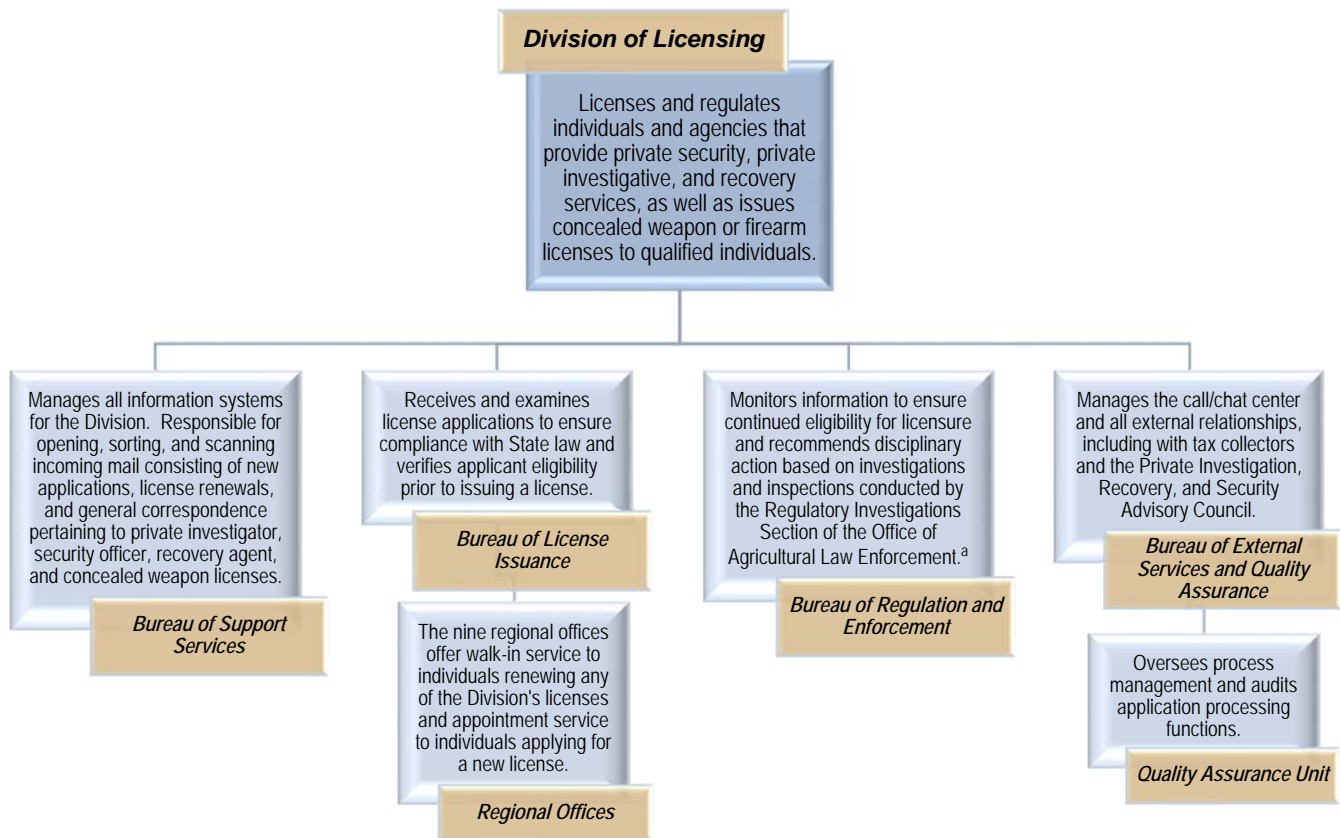 Division of Licensing
Licenses and regulates
individuals and agencies that
provide private security, private
investigative, and recovery
services, as well as issues
concealed weapon or firearm
licenses to qualified individuals.
Manages all information systems
for the Division.  Responsible for
opening, sorting, and scanning
incoming mail consisting of new
applications, license renewals,
and general correspondence
pertaining to private investigator,
security officer, recovery agent,
and concealed weapon licenses.
Bureau of Support
Services
Receives and examines
license applications to ensure
compliance with State law and
verifies applicant eligibility
prior to issuing a license.
Bureau of License
Issuance
The nine regional offices
offer walk-in service to
individuals renewing any
of the Division's licenses
and appointment service
to individuals applying for
a new license.
Regional Offices
Monitors information to ensure
continued eligibility for licensure
and recommends disciplinary
action based on investigations
and inspections conducted by
the Regulatory Investigations
Section of the Office of
Agricultural Law Enforcement.a
Bureau of Regulation and
Enforcement
Manages the call/chat center
and all external relationships,
including with tax collectors
and the Private Investigation,
Recovery, and Security
Advisory Council.
Bureau of External
Services and Quality
Assurance
Oversees process
management and audits
application processing
functions.
Quality Assurance Unit